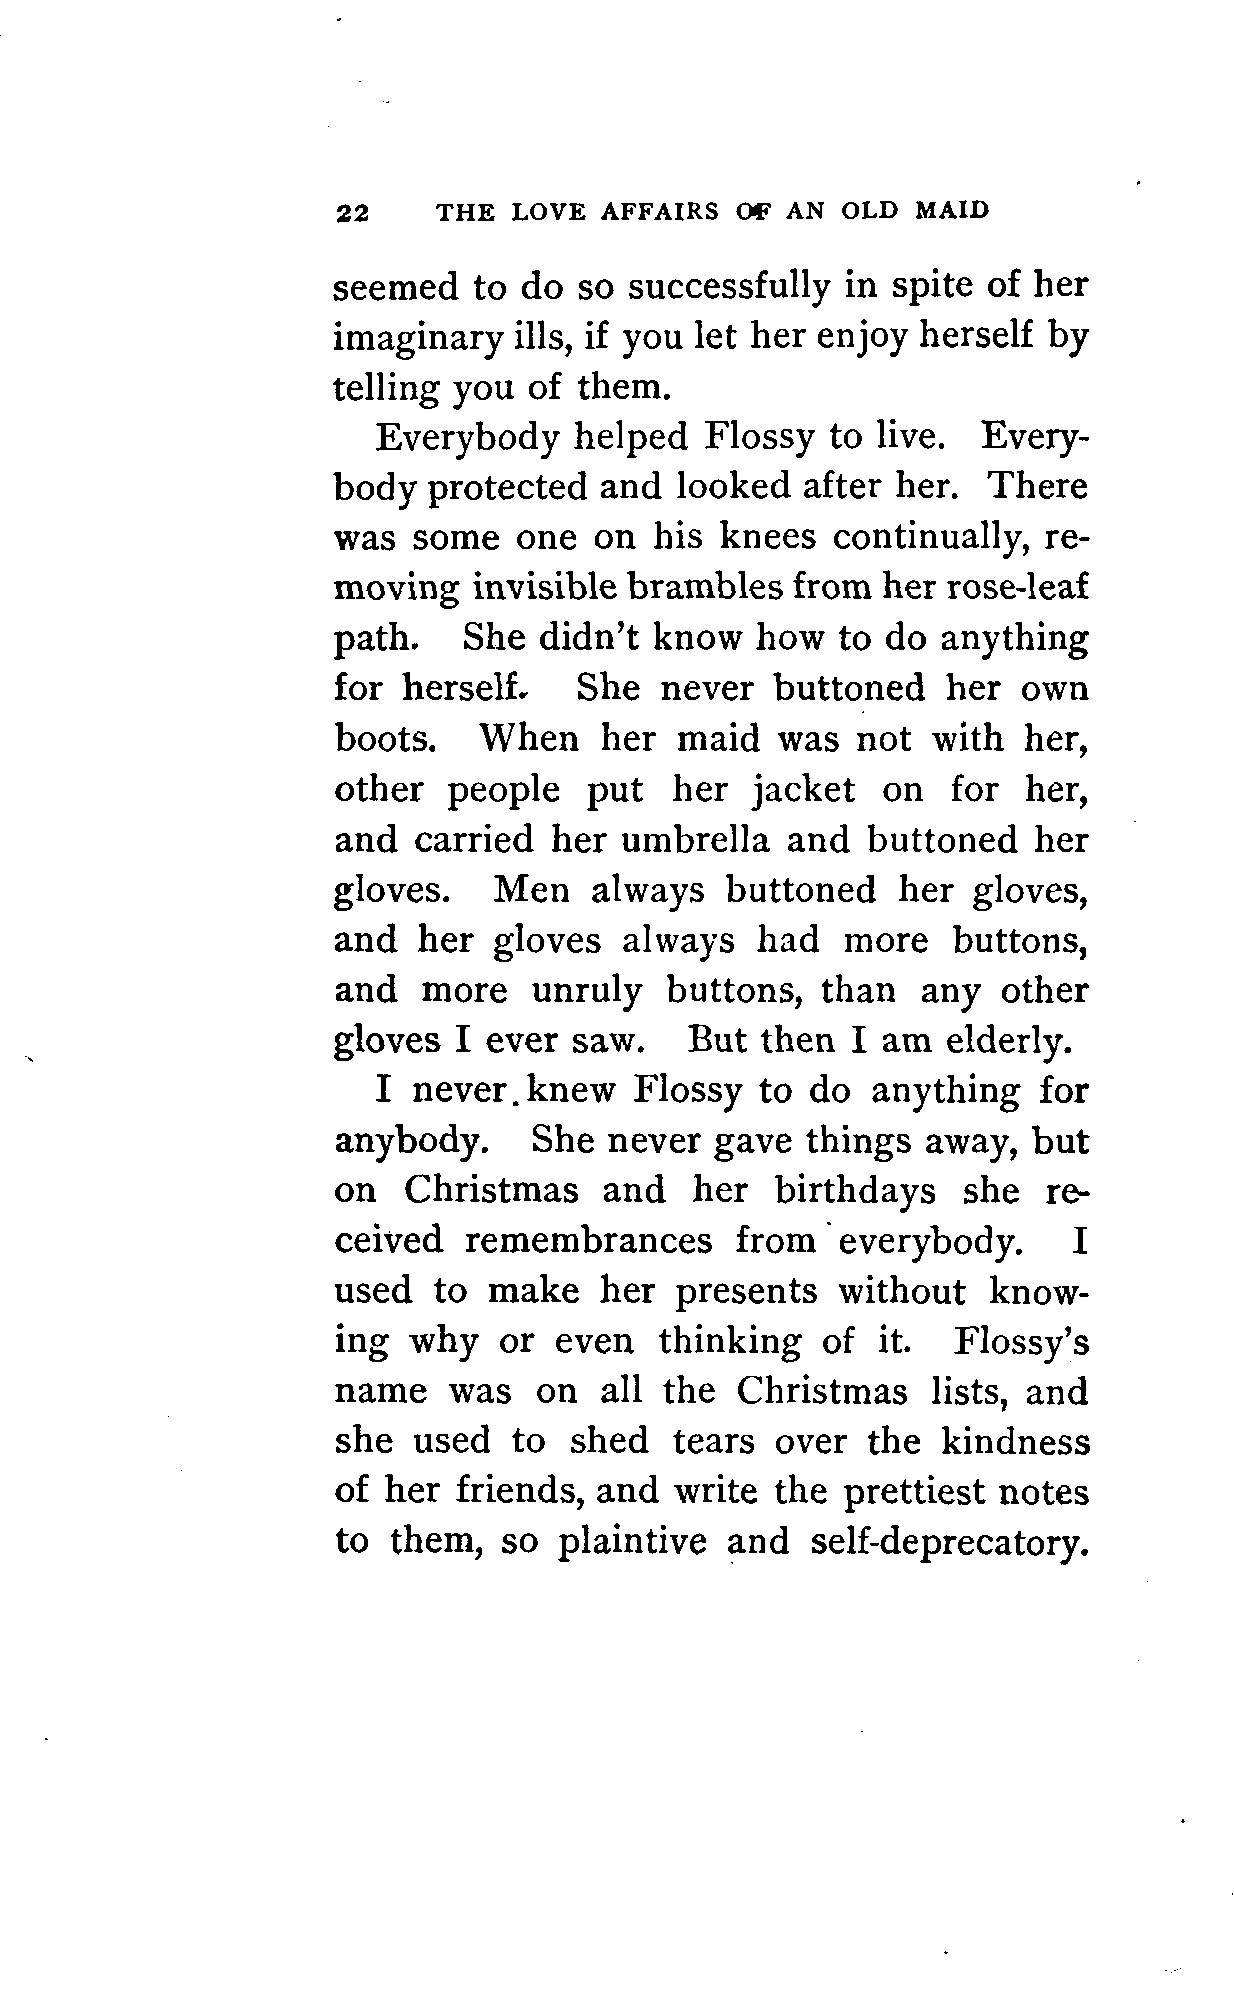 22 THE LOVE AFFAIRS OF AN OLD MAID
seemed to do so successfully in spite of her
imaginary ills, if you let her enjoy herself by
telling you of them.
Everybody helped Flossy to live. Every-
body protected and looked after her. There
was some one on his knees continually, re-
moving invisible brambles from her rose-leaf
path. She didn't know how to do anything
for herself. She never buttoned her own
boots. When her maid was not with her,
other people put her jacket on for her,
and carried her umbrella and buttoned her
gloves. Men always buttoned her gloves,
and her gloves always had more buttons,
and more unruly buttons, than any other
gloves I ever saw. But then I am elderly.
I never knew Flossy to do anything for
anybody. She never gave things away, but
on Christmas and her birthdays she re-
ceived remembrances from everybody. I
used to make her presents without know-
ing why or even thinking of it. Flossy's
name was on all the Christmas lists, and
she used to shed tears over the kindness
of her friends, and write the prettiest notes
to them, so plaintive and self-deprecatory.